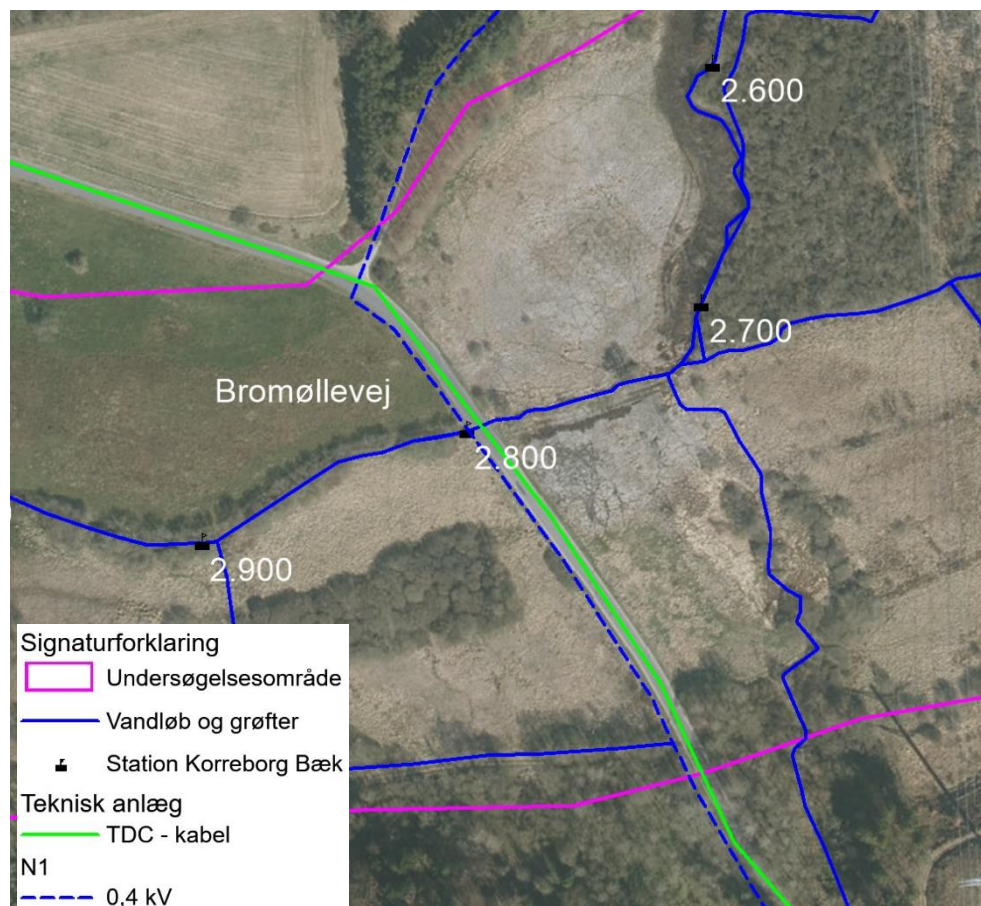 2.600
2.700
Bromøllevej
2.800
2.900
Signaturforklaring
Undersøgelsesområde
Vandløb og grøfter
Station Korreborg Bæk
Teknisk anlæg
TDC - kabel
N1
0,4 kV